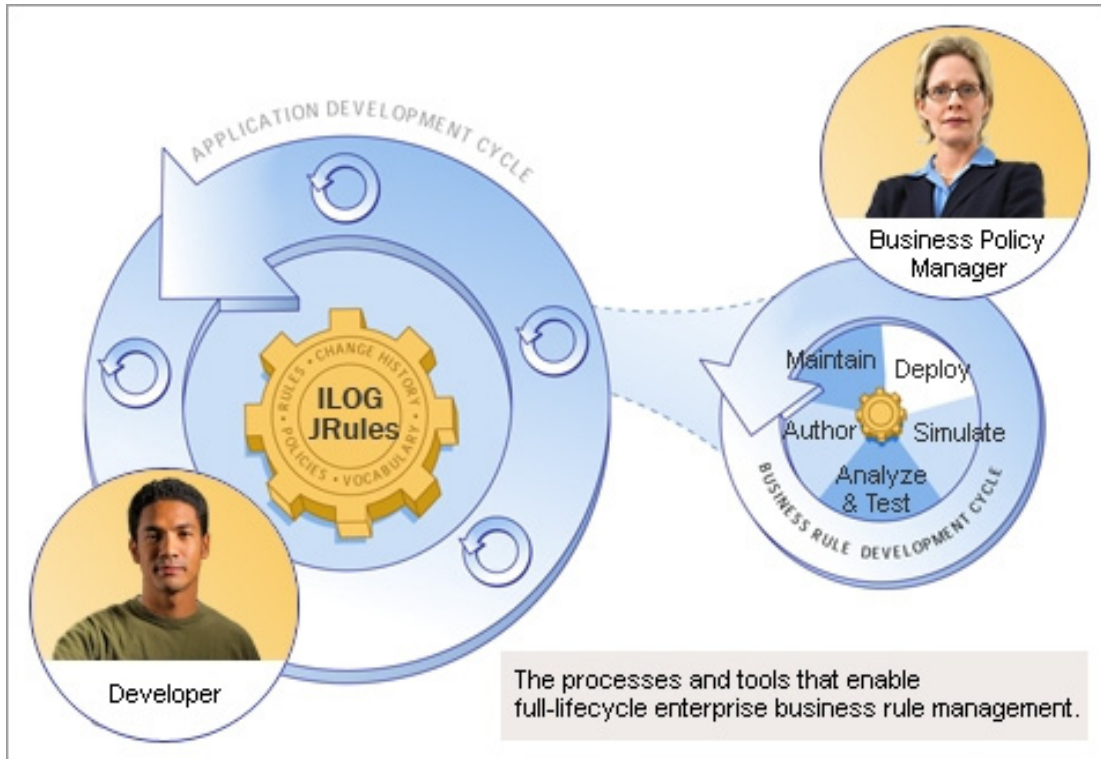 APPLICATION DEVELOPMENT CYCLE
RULES • CHANGE HISTORY
POLICIES • VOCABULARY •
ILOG
JRules
Developer
Business Policy
Manager
Maintain
Deploy
Author
Simulate
Analyze
& Test
BUSINESS RULE DEVELOPMENT CYCLE
The processes and tools that enable
full-lifecycle enterprise business rule management.